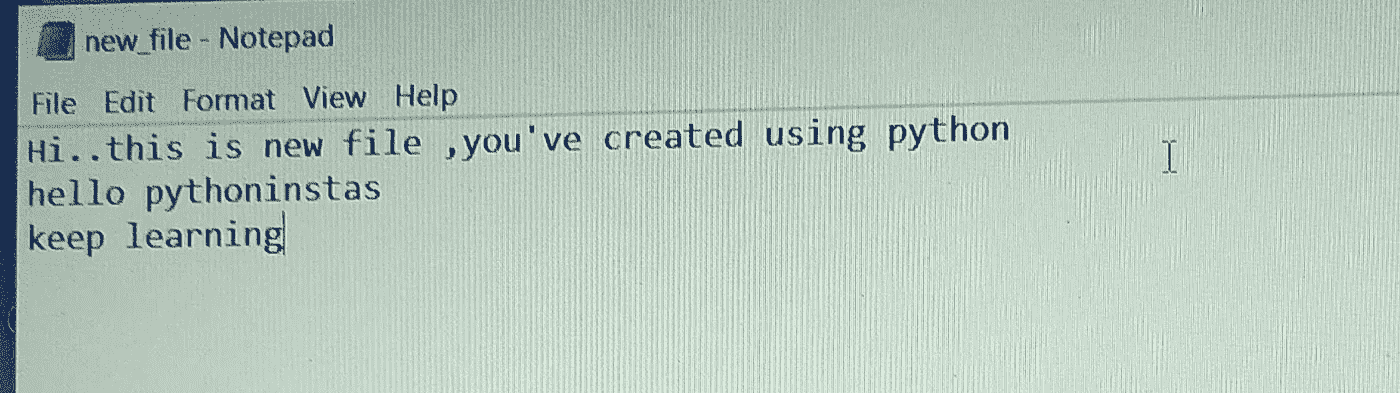 new_file - Notepad
File Edit Format View Help
Hi..this is new file ,you've created using python
hello pythoninstas
keep learning